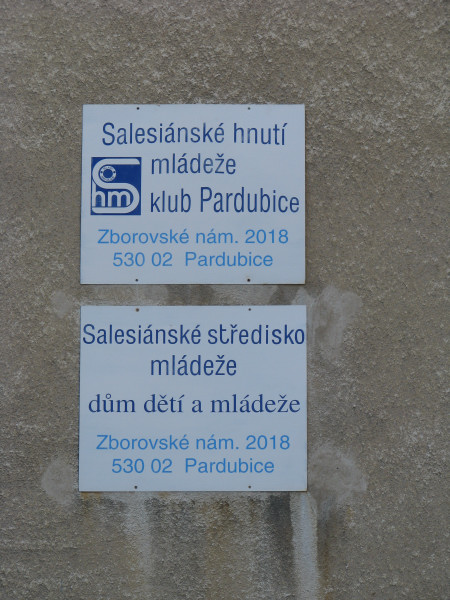 Salesiánské hnutí
mládeže
shm
klub Pardubice
Zborovské nám. 2018
530 02 Pardubice
Salesiánské středisko
mládeže
dům dětí a mládeže
Zborovské nám. 2018
530 02 Pardubice